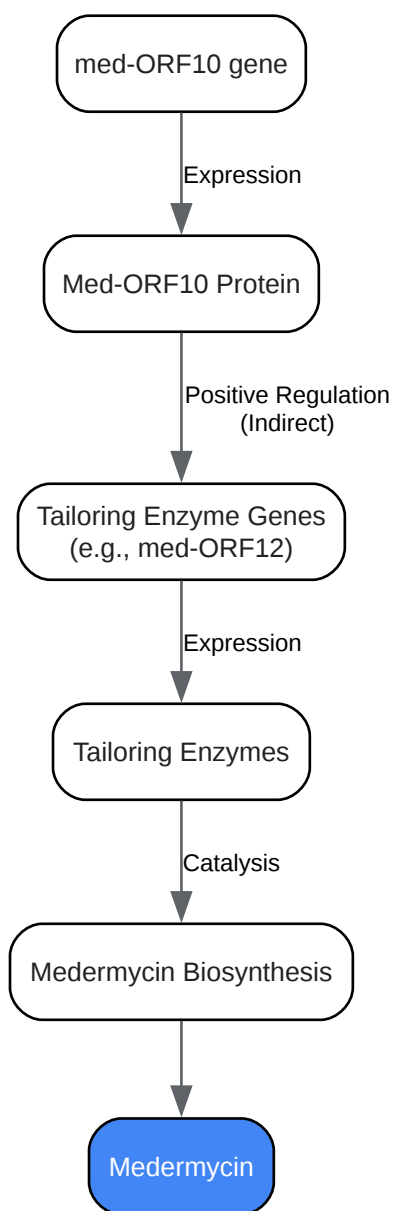 med-ORF10 gene
Expression
Med-ORF10 Protein
Positive Regulation
(Indirect)
Tailoring Enzyme Genes
(e.g., med-ORF12)
Expression
Tailoring Enzymes
Catalysis
Medermycin Biosynthesis
Medermycin